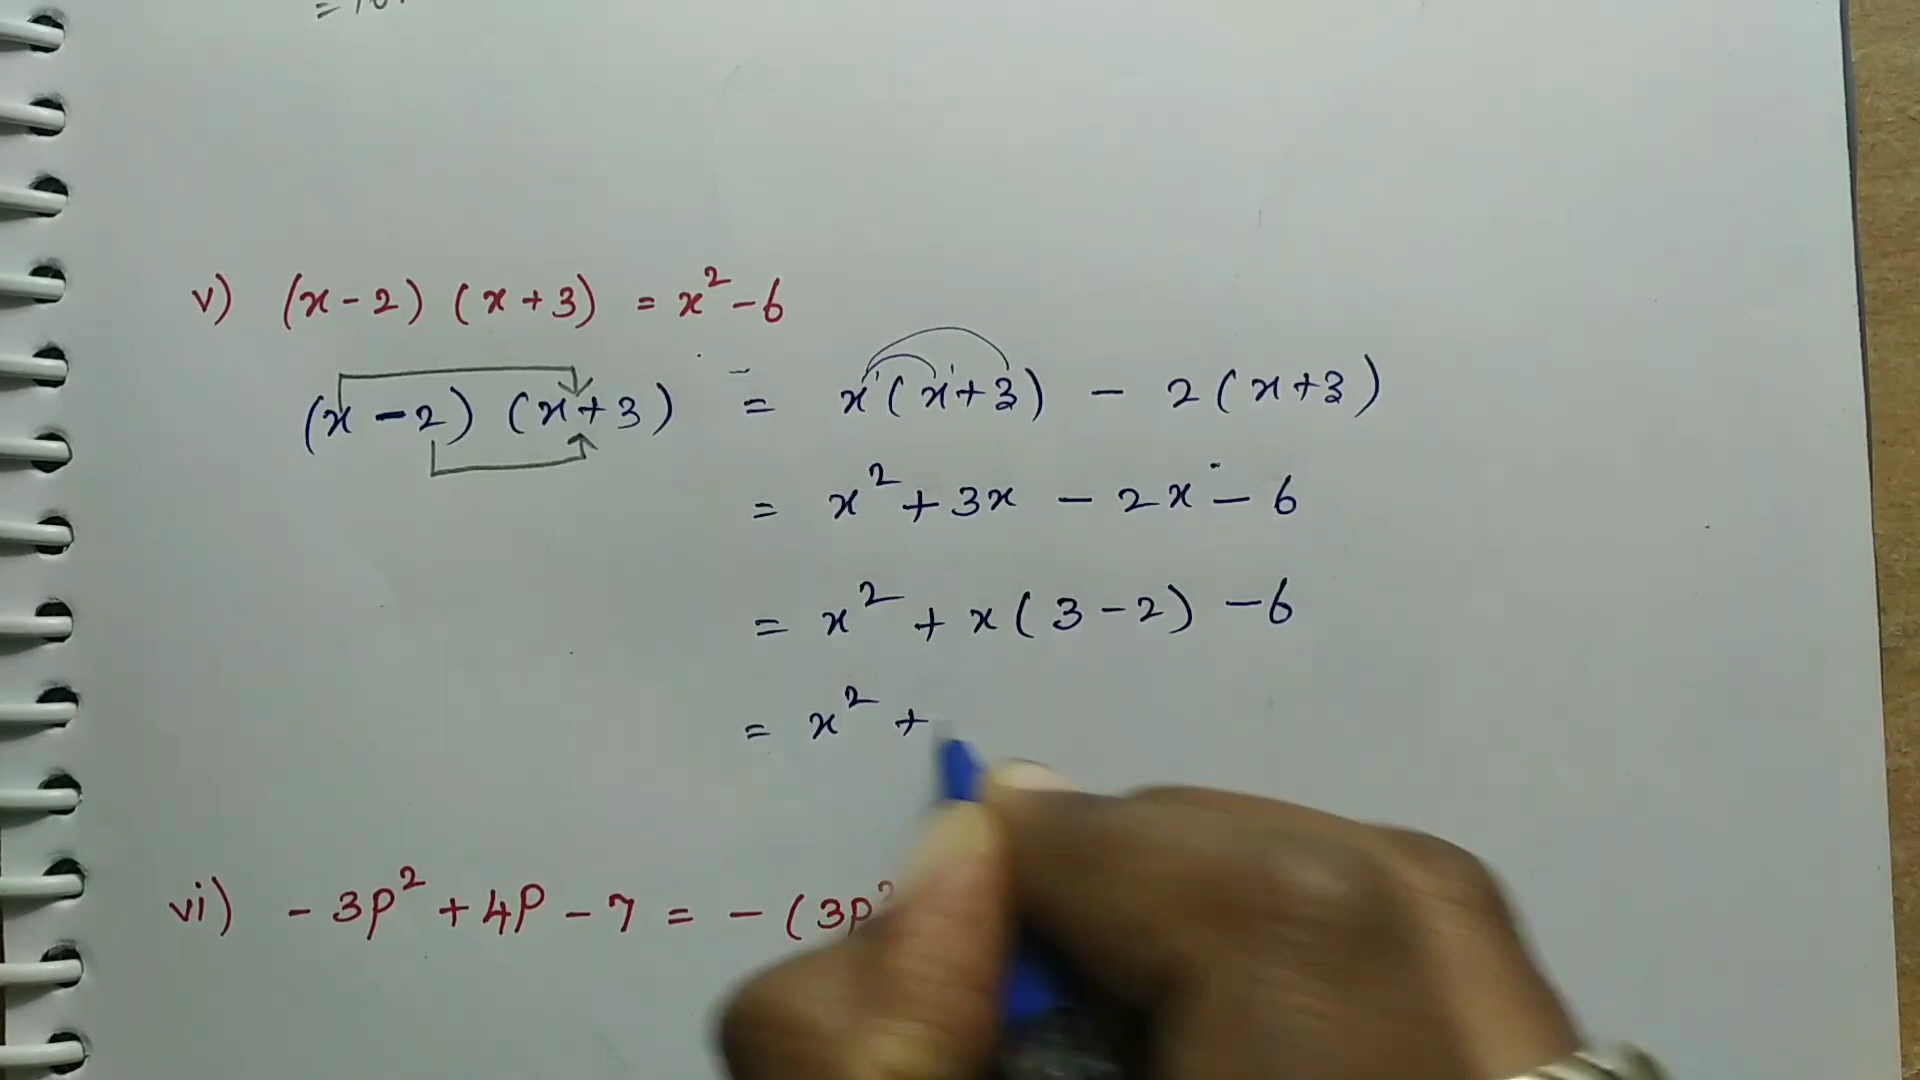 v) (x-2) (x+3) = x²-6
(x-2) (x+3) = x(x+3) - 2(x+3)
= x² + 3x - 2x - 6
= x² + x(3-2) -6
= x² +
vi) -3p² + 4p - 7 = - (3p²